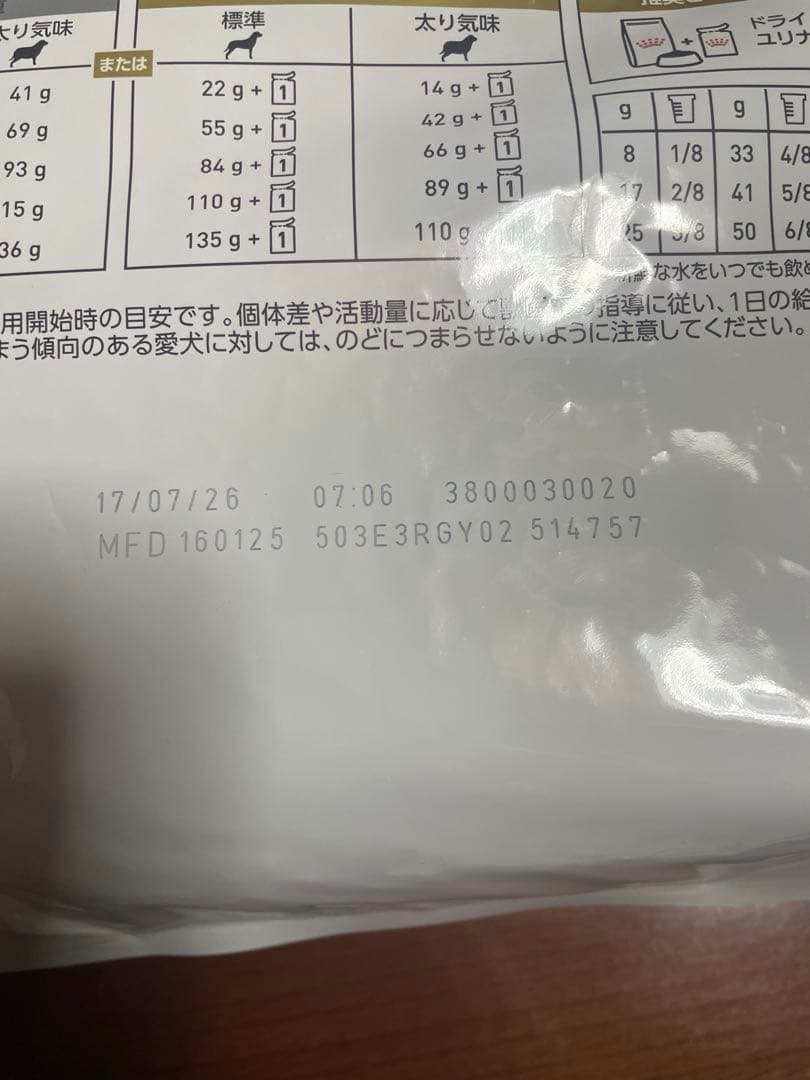 り気味 標準 太り気味
または
ドライ
ユリナ
41 g 22 g + 1 14 g + 1
69 g 55 g + 1 42 g + 1
93 g 84 g + 1 66 g + 1
15 g 110 g + 1 89 g + 1
36 g 135 g + 1 110 g
g g
8 1/8 33 4/8
17 2/8 41 5/8
25 3/8 50 6/8
な水をいつでも飲め
用開始時の目安です。個体差や活動量に応じて 指導に従い、1日の給
まう傾向のある愛犬に対しては、のどにつまらせないように注意してください。
17/07/26 07:06 3800030020
MFD 160125 503E3RGY02 514757